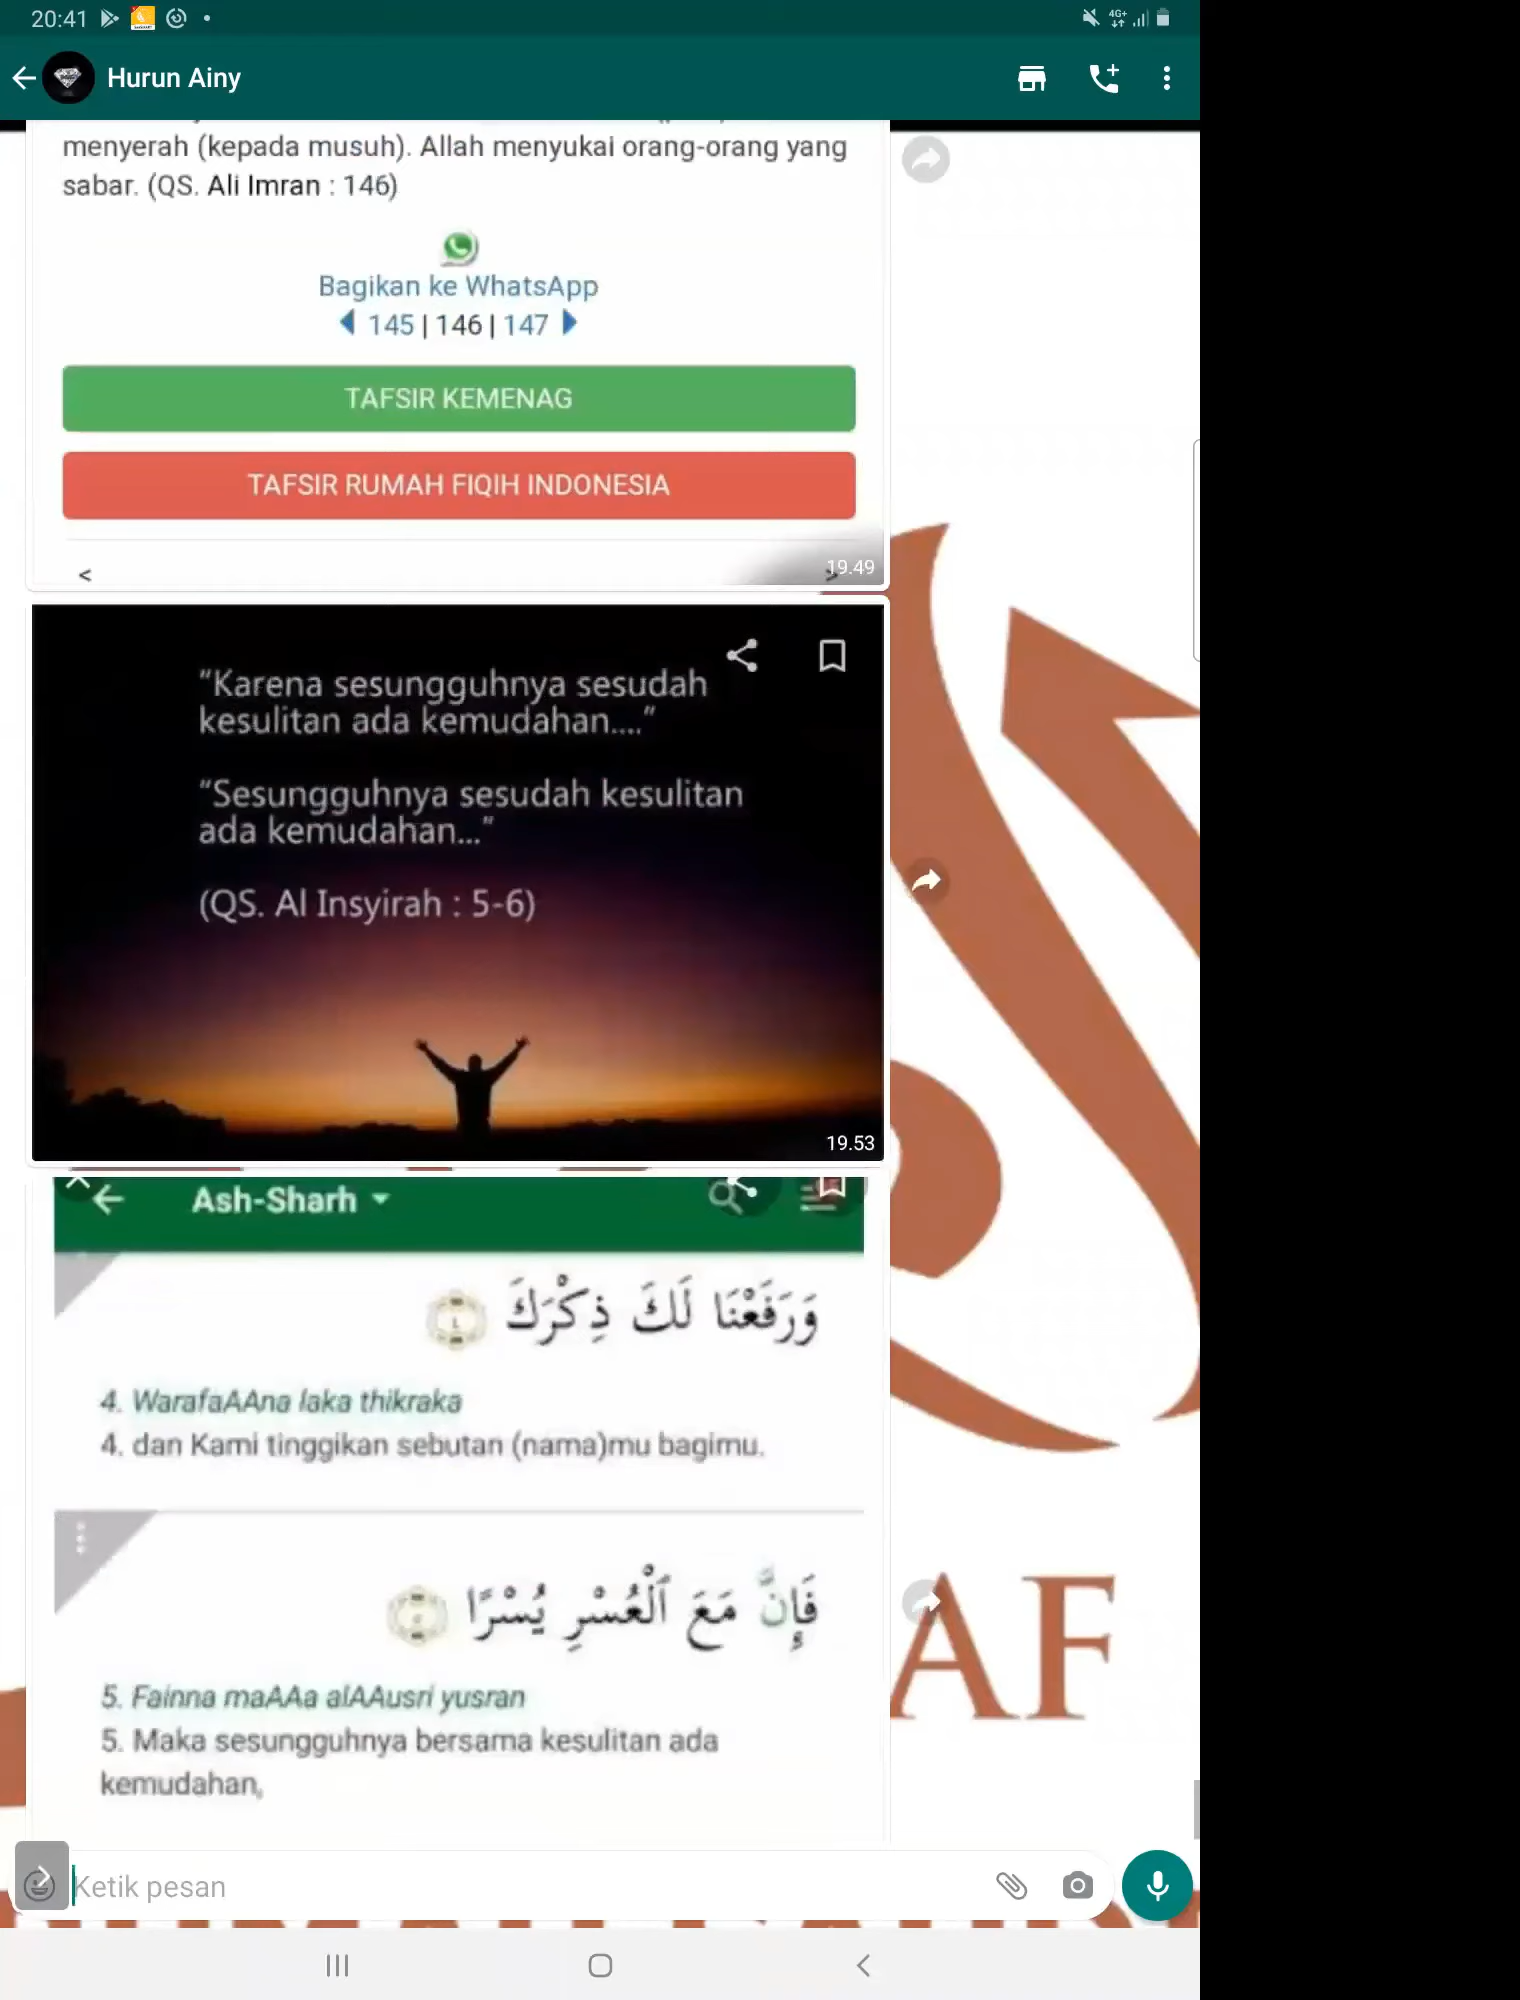 20:41
4G+
Hurun Ainy
menyerah (kepada musuh). Allah menyukai orang-orang yang
sabar. (QS. Ali Imran : 146)
Bagikan ke WhatsApp
145 | 146 | 147
TAFSIR KEMENAG
TAFSIR RUMAH FIQIH INDONESIA
< >
19.49
“Karena sesungguhnya sesudah
kesulitan ada kemudahan....”
“Sesungguhnya sesudah kesulitan
ada kemudahan...”
(QS. Al Insyirah : 5-6)
19.53
Ash-Sharh
وَرَفَعْنَا لَكَ ذِكْرَكَ
4. WarafaAAna laka thikraka
4. dan Kami tinggikan sebutan (nama)mu bagimu.
فَإِنَّ مَعَ ٱلْعُسْرِ يُسْرًا
5. Fainna maAAa alAAusri yusran
5. Maka sesungguhnya bersama kesulitan ada
kemudahan,
AF
Ketik pesan